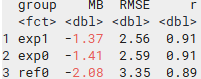 group MB RMSE r
<fct> <dbl> <dbl> <dbl>
1 exp1 -1.37 2.56 0.91
2 exp0 -1.41 2.59 0.91
3 ref0 -2.08 3.35 0.89